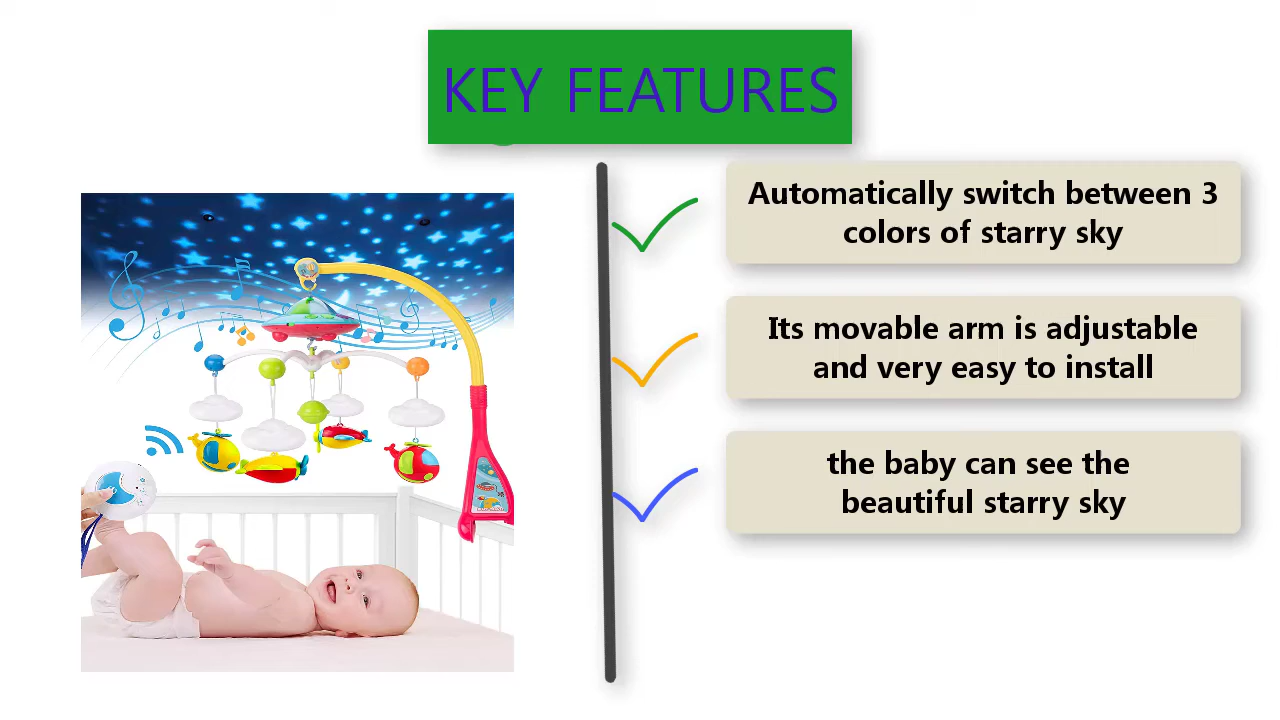 KEY FEATURES
Automatically switch between 3
colors of starry sky
Its movable arm is adjustable
and very easy to install
the baby can see the
beautiful starry sky